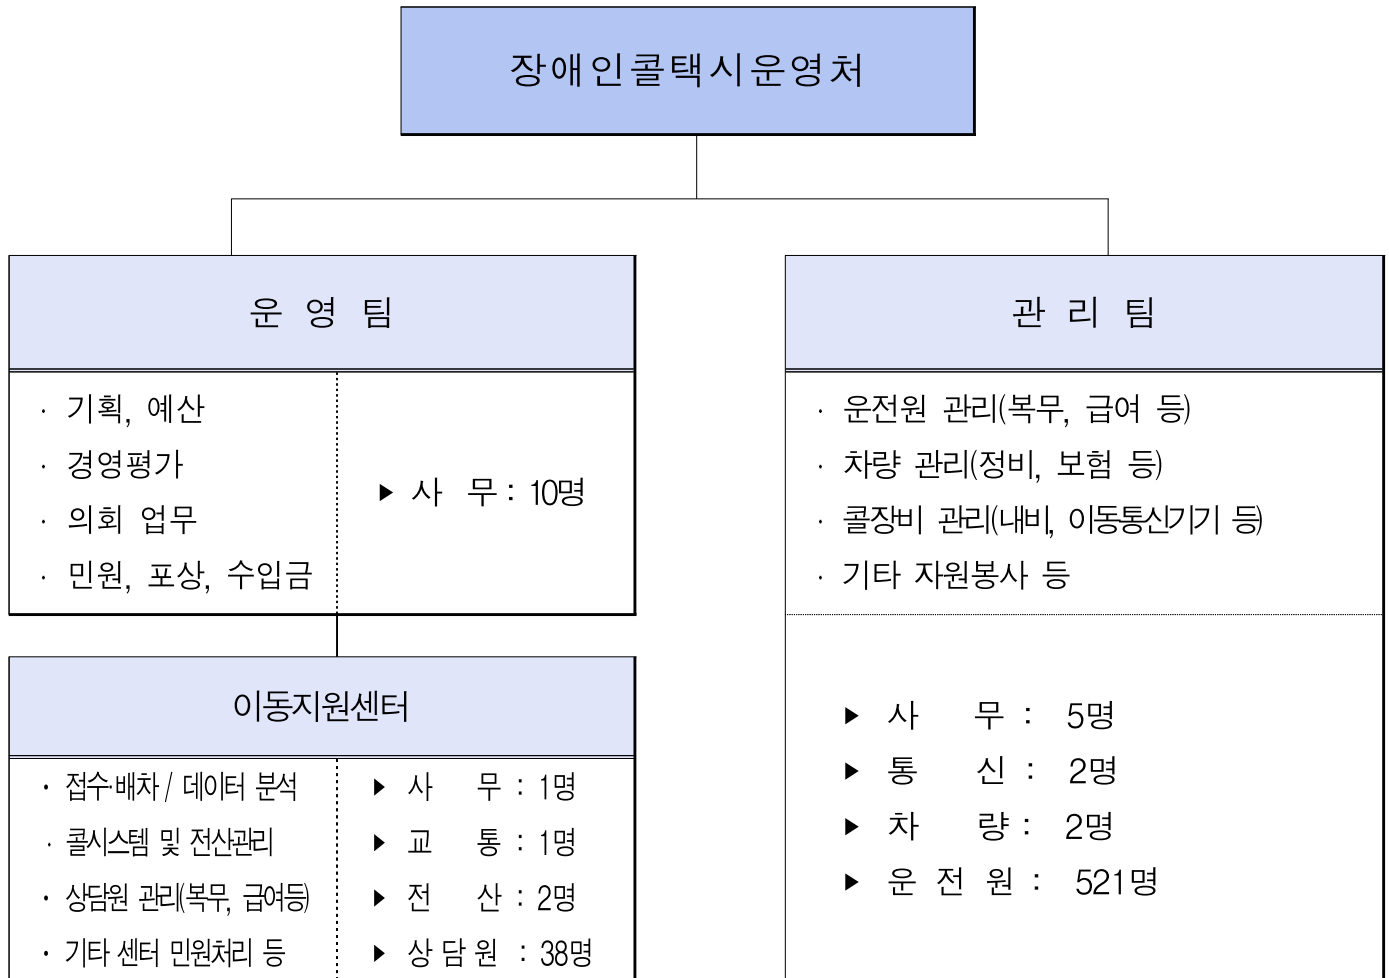 장애인콜택시운영처
운 영 팀
· 기획, 예산
· 경영평가
· 의회 업무
· 민원, 포상, 수입금
▶ 사 무 : 10명
이동지원센터
· 접수·배차 / 데이터 분석
· 콜시스템 및 전산관리
· 상담원 관리(복무, 급여등)
· 기타 센터 민원처리 등
▶ 사 무 : 1명
▶ 교 통 : 1명
▶ 전 산 : 2명
▶ 상 담 원 : 38명
관 리 팀
· 운전원 관리(복무, 급여 등)
· 차량 관리(정비, 보험 등)
· 콜장비 관리(내비, 이동통신기기 등)
· 기타 자원봉사 등
▶ 사 무 : 5명
▶ 통 신 : 2명
▶ 차 량 : 2명
▶ 운 전 원 : 521명